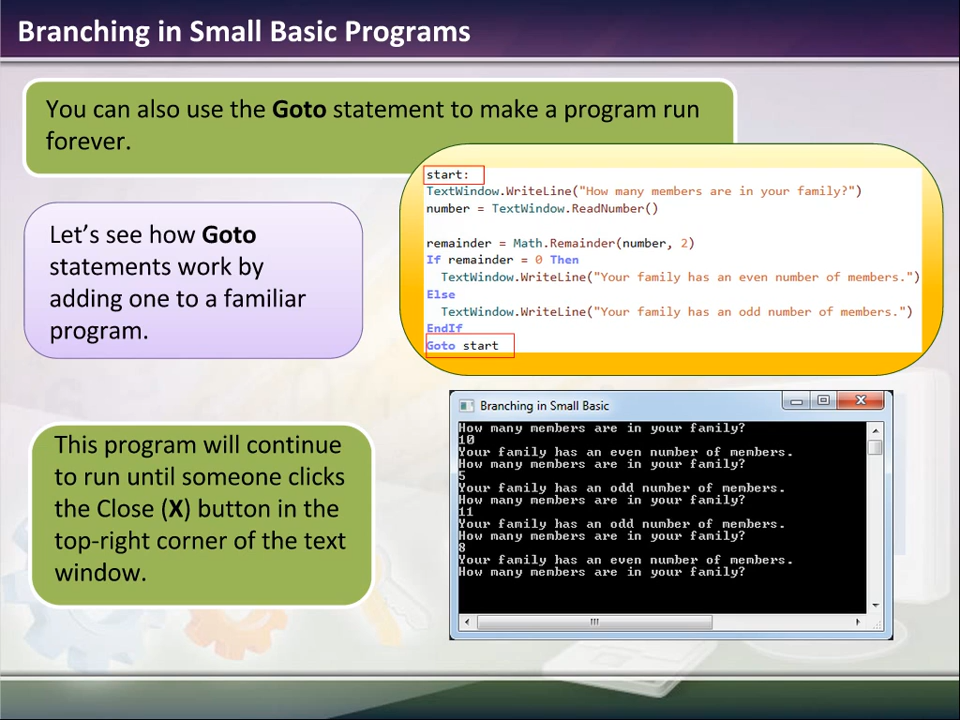 Branching in Small Basic Programs
You can also use the Goto statement to make a program run
forever.
Let’s see how Goto
statements work by
adding one to a familiar
program.
start:
TextWindow.WriteLine("How many members are in your family?")
number = TextWindow.ReadNumber()
remainder = Math.Remainder(number, 2)
If remainder = 0 Then
TextWindow.WriteLine("Your family has an even number of members.")
Else
TextWindow.WriteLine("Your family has an odd number of members.")
EndIf
Goto start
This program will continue
to run until someone clicks
the Close (X) button in the
top-right corner of the text
window.
Branching in Small Basic
How many members are in your family?
10
Your family has an even number of members.
How many members are in your family?
5
Your family has an odd number of members.
How many members are in your family?
11
Your family has an odd number of members.
How many members are in your family?
8
Your family has an even number of members.
How many members are in your family?